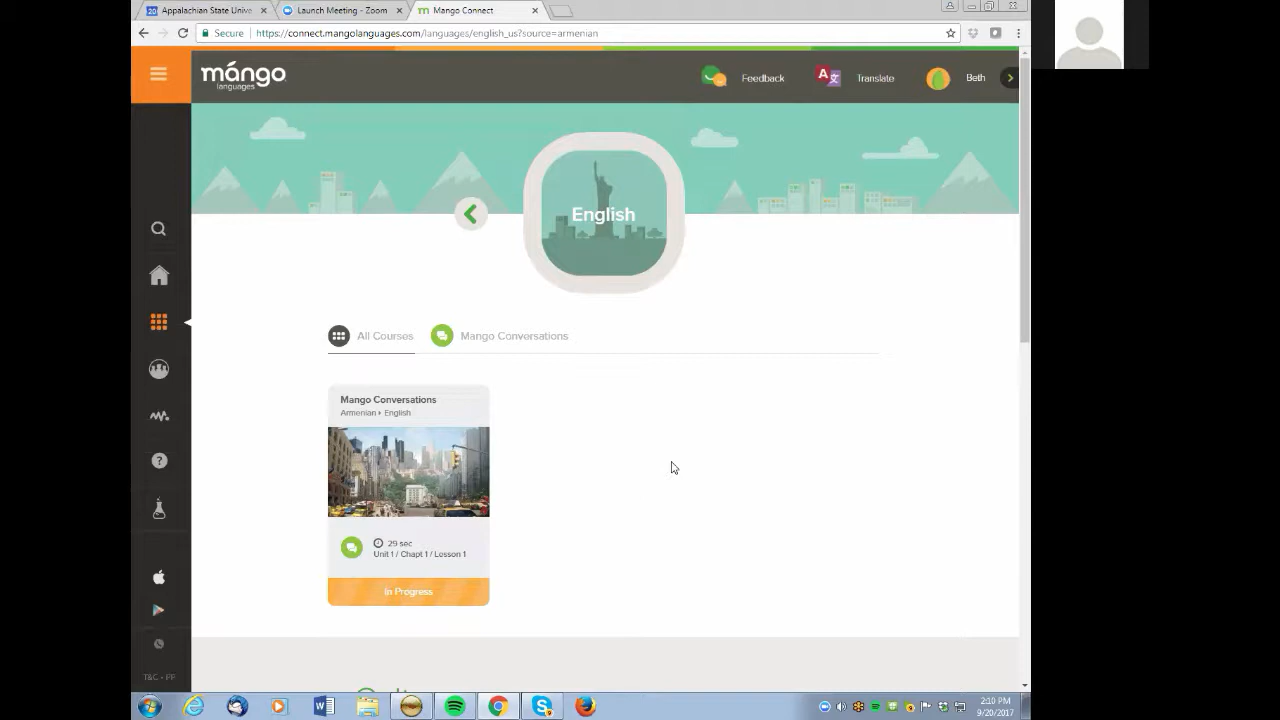 Appalachian State Unive
Launch Meeting - Zoom
Mango Connect
Secure
https://connect.mangolanguages.com/languages/english_us?source=armenian
mango
languages
Feedback
Translate
Beth
English
All Courses
Mango Conversations
Mango Conversations
Armenian English
29 sec
Unit 1 / Chapt 1 / Lesson 1
In Progress
T&C - PP
2:10 PM
9/20/2017